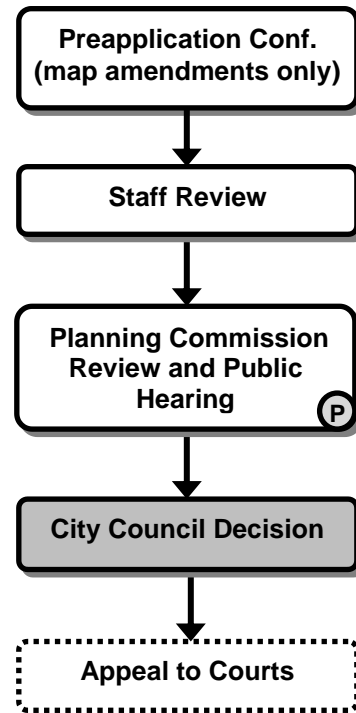 Preapplication Conf.
(map amendments only)
Staff Review
Planning Commission
Review and Public
Hearing
P
City Council Decision
Appeal to Courts